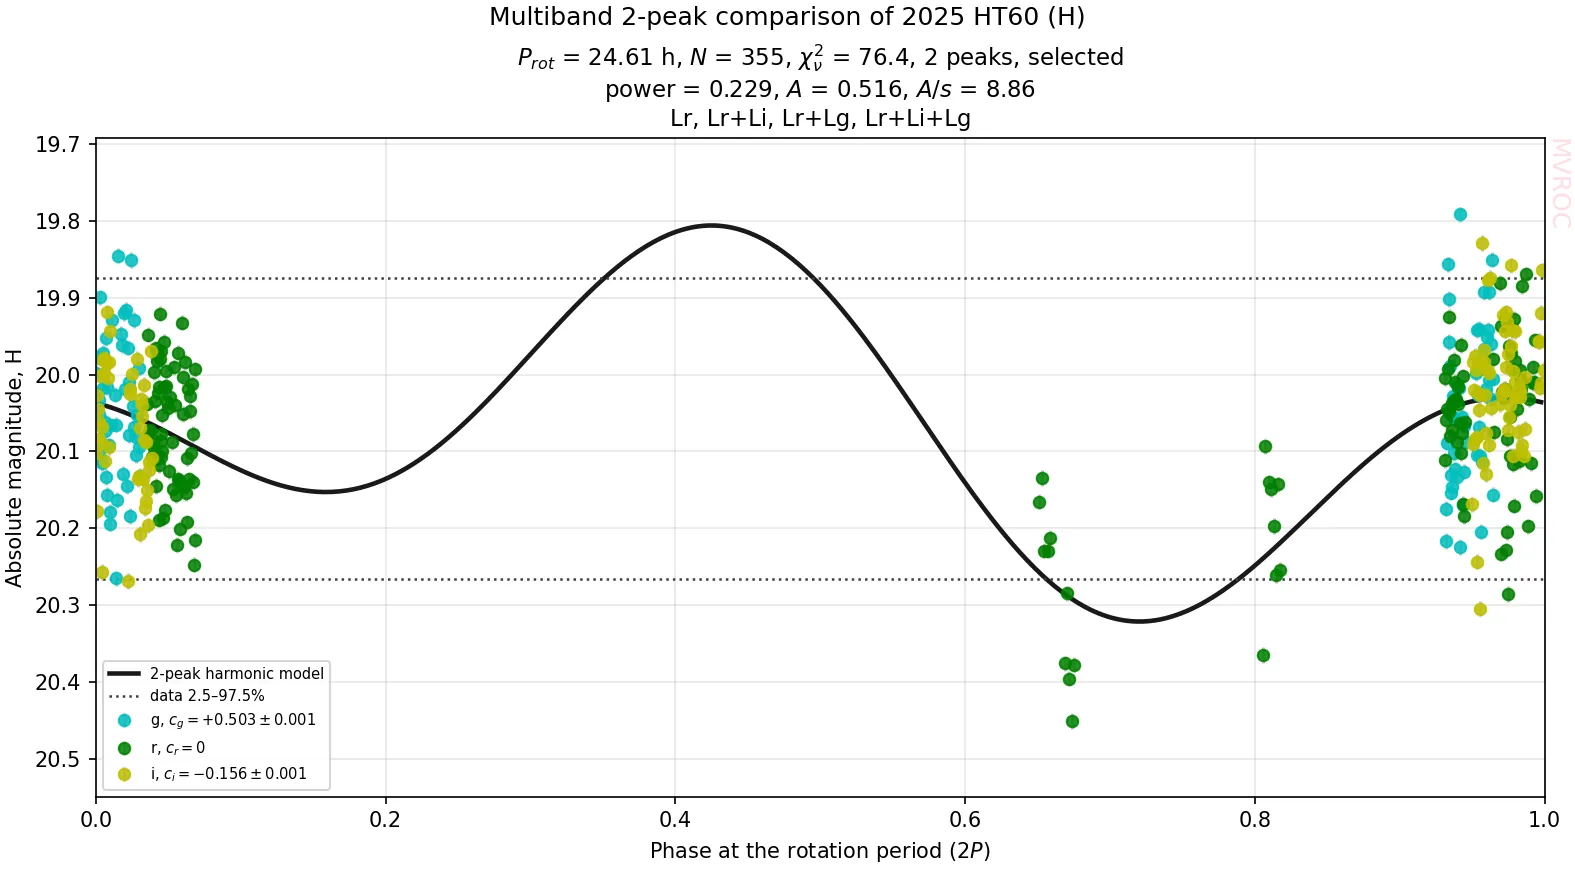 Multiband 2-peak comparison of 2025 HT60 (H)
P_rot = 24.61 h, N = 355, χ²_ν = 76.4, 2 peaks, selected
power = 0.229, A = 0.516, A/s = 8.86
Lr, Lr+Li, Lr+Lg, Lr+Li+Lg
MVROC
Absolute magnitude, H
19.7
19.8
19.9
20.0
20.1
20.2
20.3
20.4
20.5
2-peak harmonic model
data 2.5–97.5%
g, c_g = +0.503 ± 0.001
r, c_r = 0
i, c_i = −0.156 ± 0.001
0.0 0.2 0.4 0.6 0.8 1.0
Phase at the rotation period (2P)